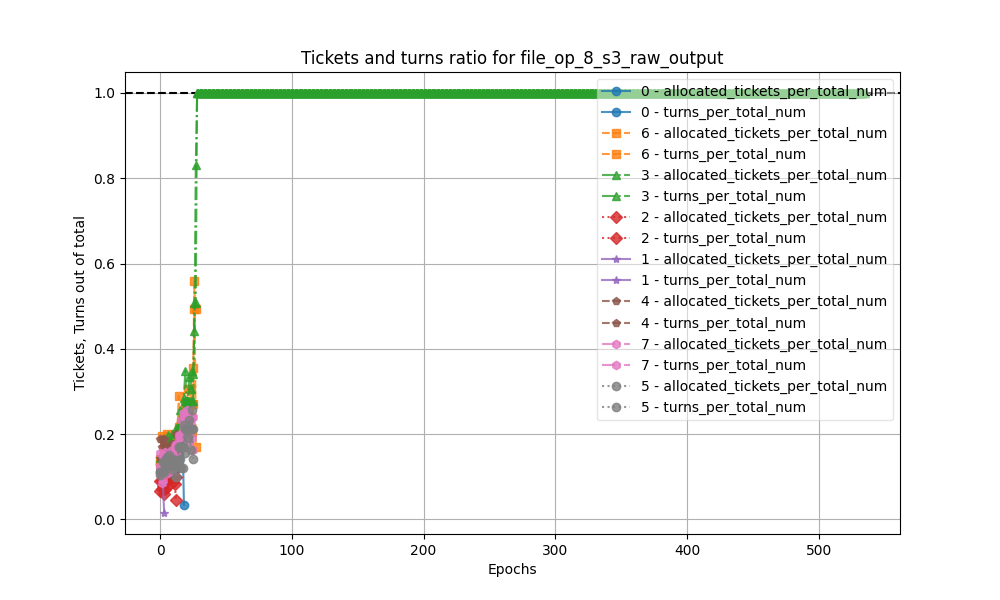 Tickets and turns ratio for file_op_8_s3_raw_output
Tickets, Turns out of total
1.0
0.8
0.6
0.4
0.2
0.0
0 - allocated_tickets_per_total_num
0 - turns_per_total_num
6 - allocated_tickets_per_total_num
6 - turns_per_total_num
3 - allocated_tickets_per_total_num
3 - turns_per_total_num
2 - allocated_tickets_per_total_num
2 - turns_per_total_num
1 - allocated_tickets_per_total_num
1 - turns_per_total_num
4 - allocated_tickets_per_total_num
4 - turns_per_total_num
7 - allocated_tickets_per_total_num
7 - turns_per_total_num
5 - allocated_tickets_per_total_num
5 - turns_per_total_num
0 100 200 300 400 500
Epochs